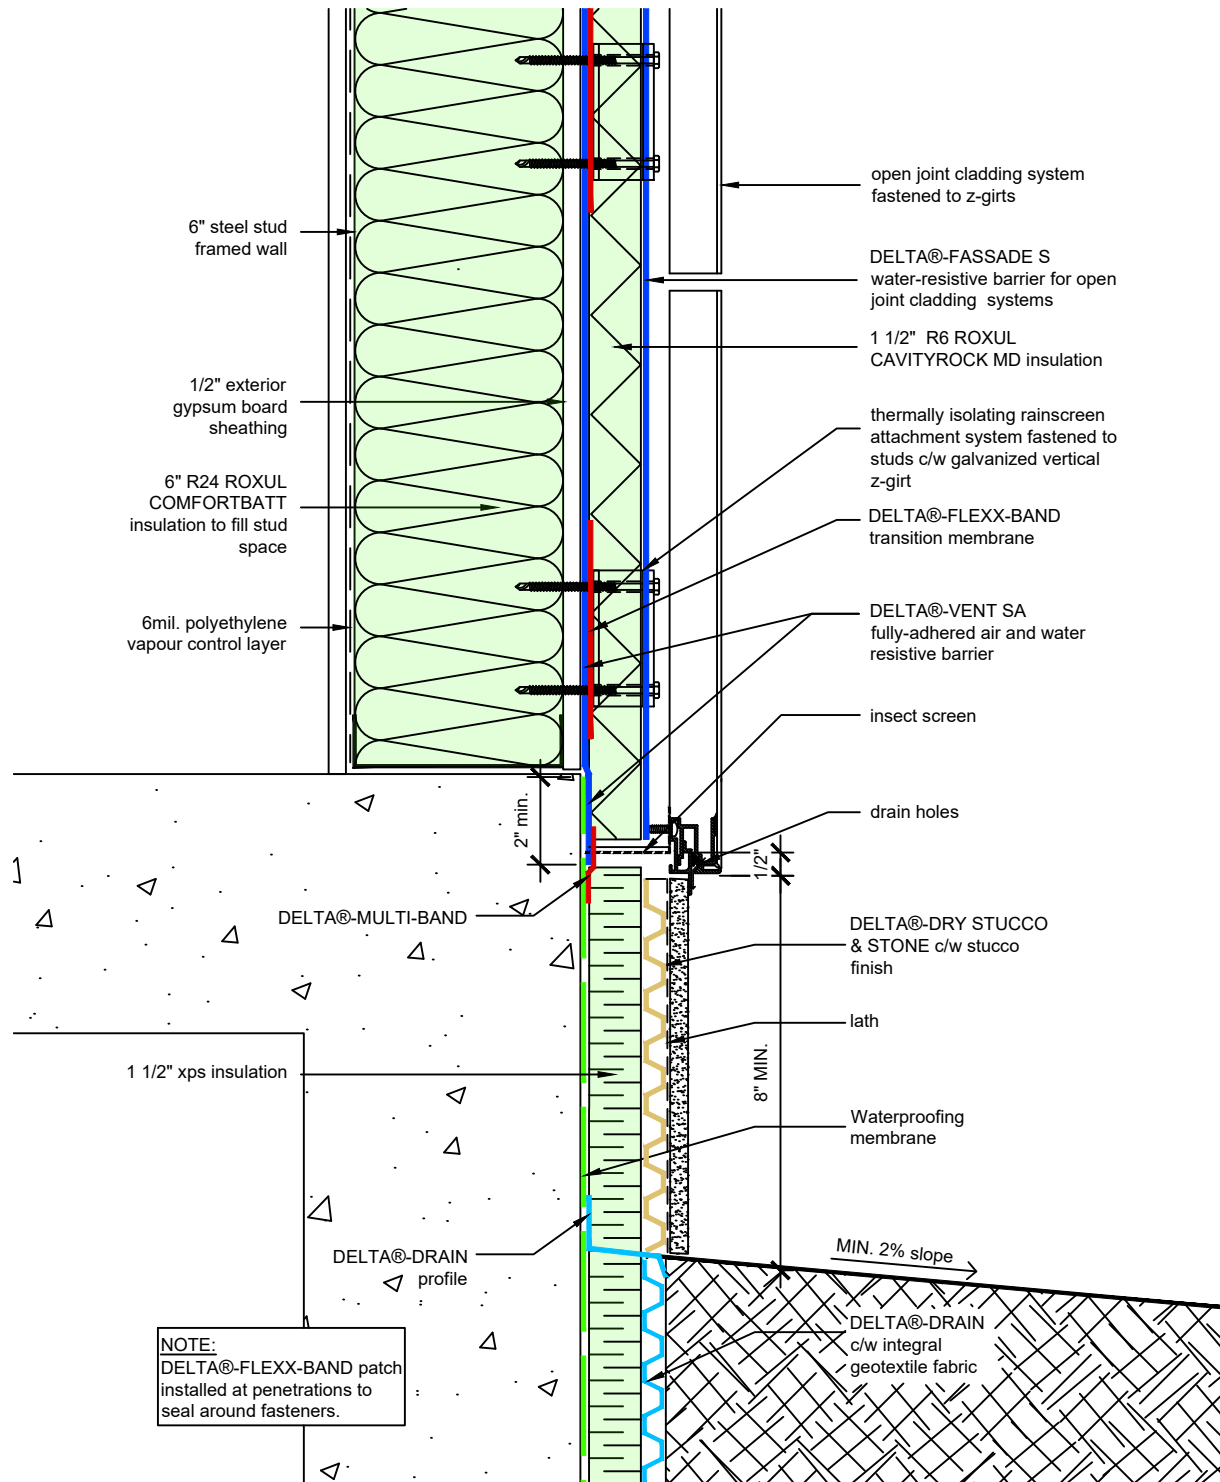 6" steel stud
framed wall
1/2" exterior
gypsum board
sheathing
6" R24 ROXUL
COMFORTBATT
insulation to fill stud
space
6mil. polyethylene
vapour control layer
2" min.
DELTA®-MULTI-BAND
1 1/2" xps insulation
DELTA®-DRAIN
profile
NOTE:
DELTA®-FLEXX-BAND patch
installed at penetrations to
seal around fasteners.
open joint cladding system
fastened to z-girts
DELTA®-FASSADE S
water-resistive barrier for open
joint cladding systems
1 1/2" R6 ROXUL
CAVITYROCK MD insulation
thermally isolating rainscreen
attachment system fastened to
studs c/w galvanized vertical
z-girt
DELTA®-FLEXX-BAND
transition membrane
DELTA®-VENT SA
fully-adhered air and water
resistive barrier
insect screen
drain holes
1/2"
DELTA®-DRY STUCCO
& STONE c/w stucco
finish
lath
8" MIN.
Waterproofing
membrane
MIN. 2% slope
DELTA®-DRAIN
c/w integral
geotextile fabric